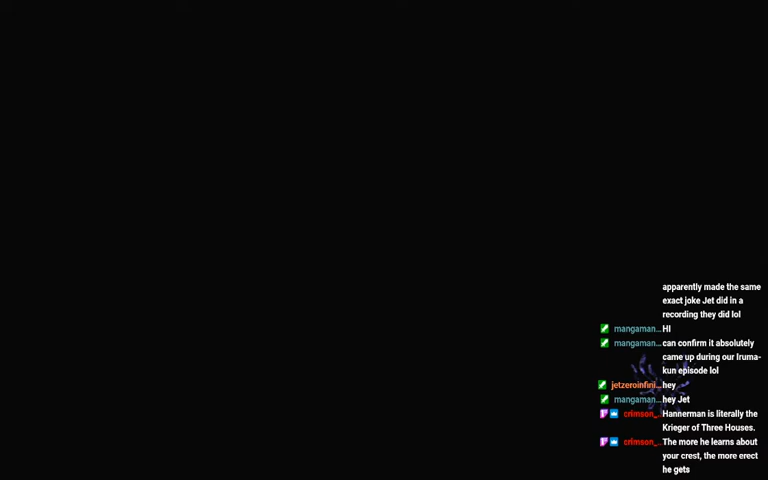 apparently made the same
exact joke Jet did in a
recording they did lol
mangaman... HI
mangaman... can confirm it absolutely
came up during our Iruma-
kun episode lol
jetzeroinfini... hey
mangaman... hey Jet
crimson_... Hannerman is literally the
Krieger of Three Houses.
crimson_... The more he learns about
your crest, the more erect
he gets